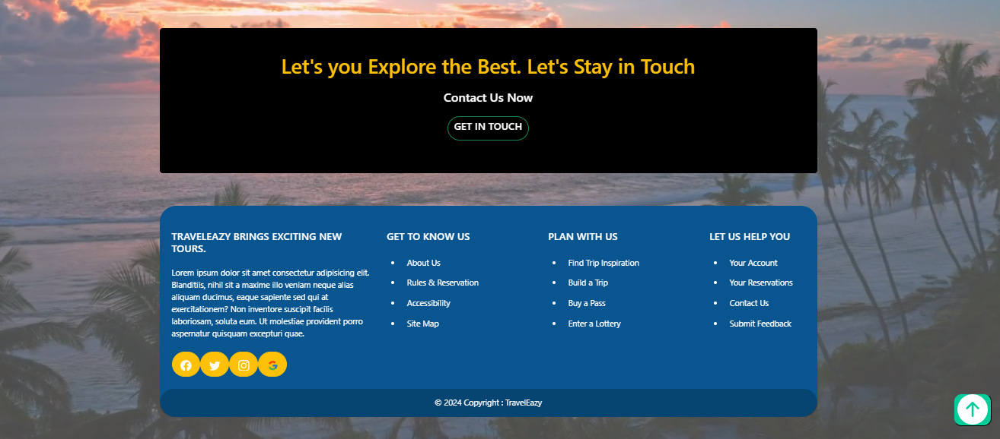 Let's you Explore the Best. Let's Stay in Touch
Contact Us Now
GET IN TOUCH
TRAVELEAZY BRINGS EXCITING NEW
TOURS.
Lorem ipsum dolor sit amet consectetur adipisicing elit.
Blanditiis, nihil sit a maxime illo veniam neque alias
aliquam ducimus, eaque sapiente sed qui at
exercitationem? Non inventore suscipit facilis
laboriosam, soluta eum. Ut molestiae provident porro
aspernatur quisquam excepturi quae.
GET TO KNOW US
About Us
Rules & Reservation
Accessibility
Site Map
PLAN WITH US
Find Trip Inspiration
Build a Trip
Buy a Pass
Enter a Lottery
LET US HELP YOU
Your Account
Your Reservations
Contact Us
Submit Feedback
© 2024 Copyright : TravelEazy